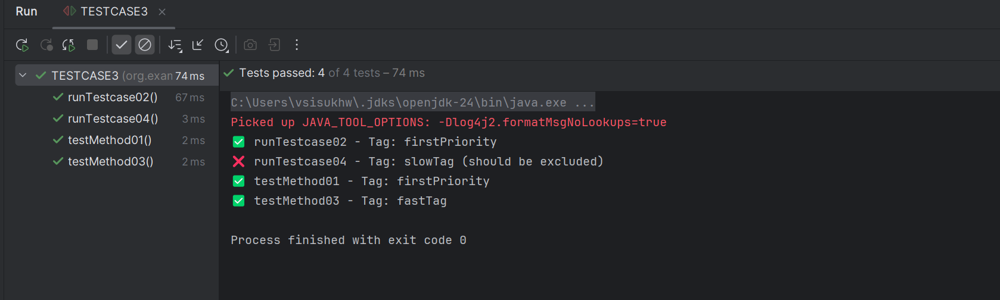 Run TESTCASE3
TESTCASE3 (org.exan 74 ms
runTestcase02() 67 ms
runTestcase04() 3 ms
testMethod01() 2 ms
testMethod03() 2 ms
Tests passed: 4 of 4 tests – 74 ms
C:\Users\vsisukhw\.jdks\openjdk-24\bin\java.exe ...
Picked up JAVA_TOOL_OPTIONS: -Dlog4j2.formatMsgNoLookups=true
✅ runTestcase02 - Tag: firstPriority
❌ runTestcase04 - Tag: slowTag (should be excluded)
✅ testMethod01 - Tag: firstPriority
✅ testMethod03 - Tag: fastTag
Process finished with exit code 0